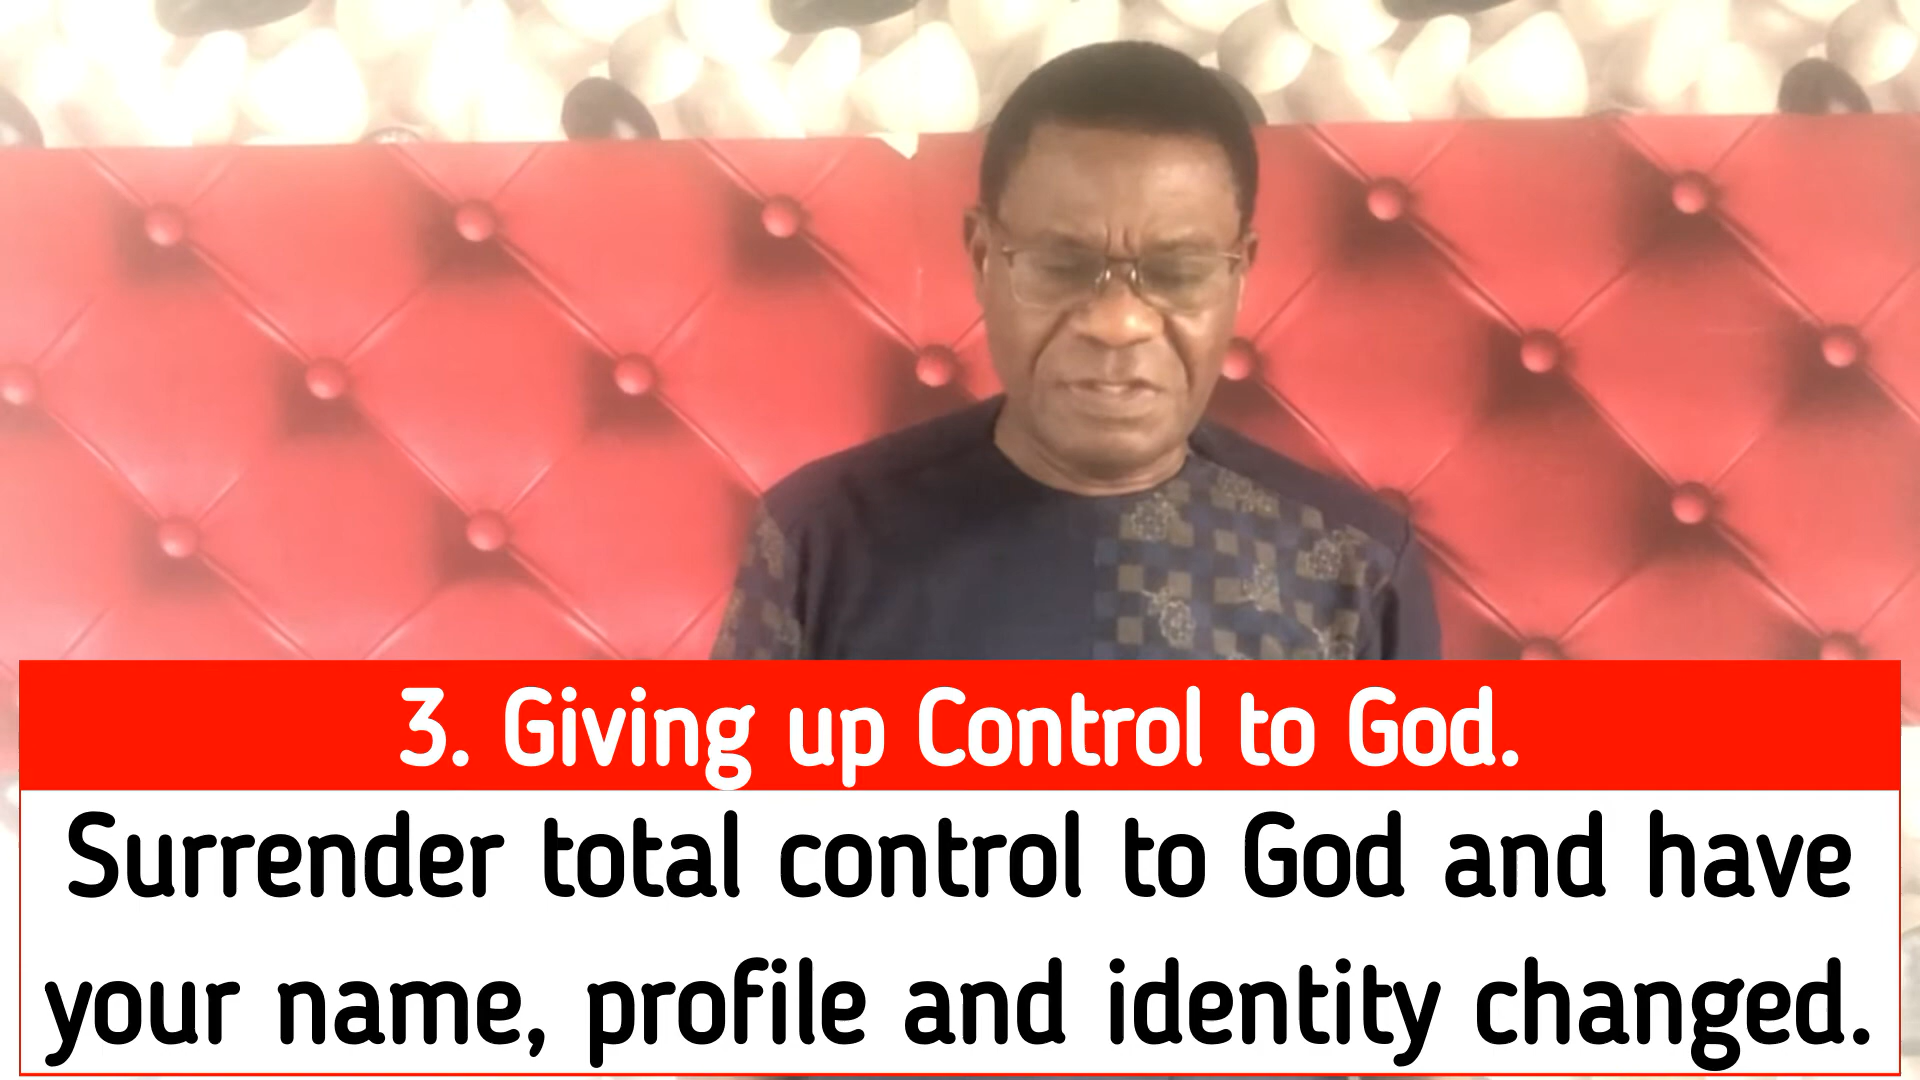 3. Giving up Control to God.
Surrender total control to God and have
your name, profile and identity changed.